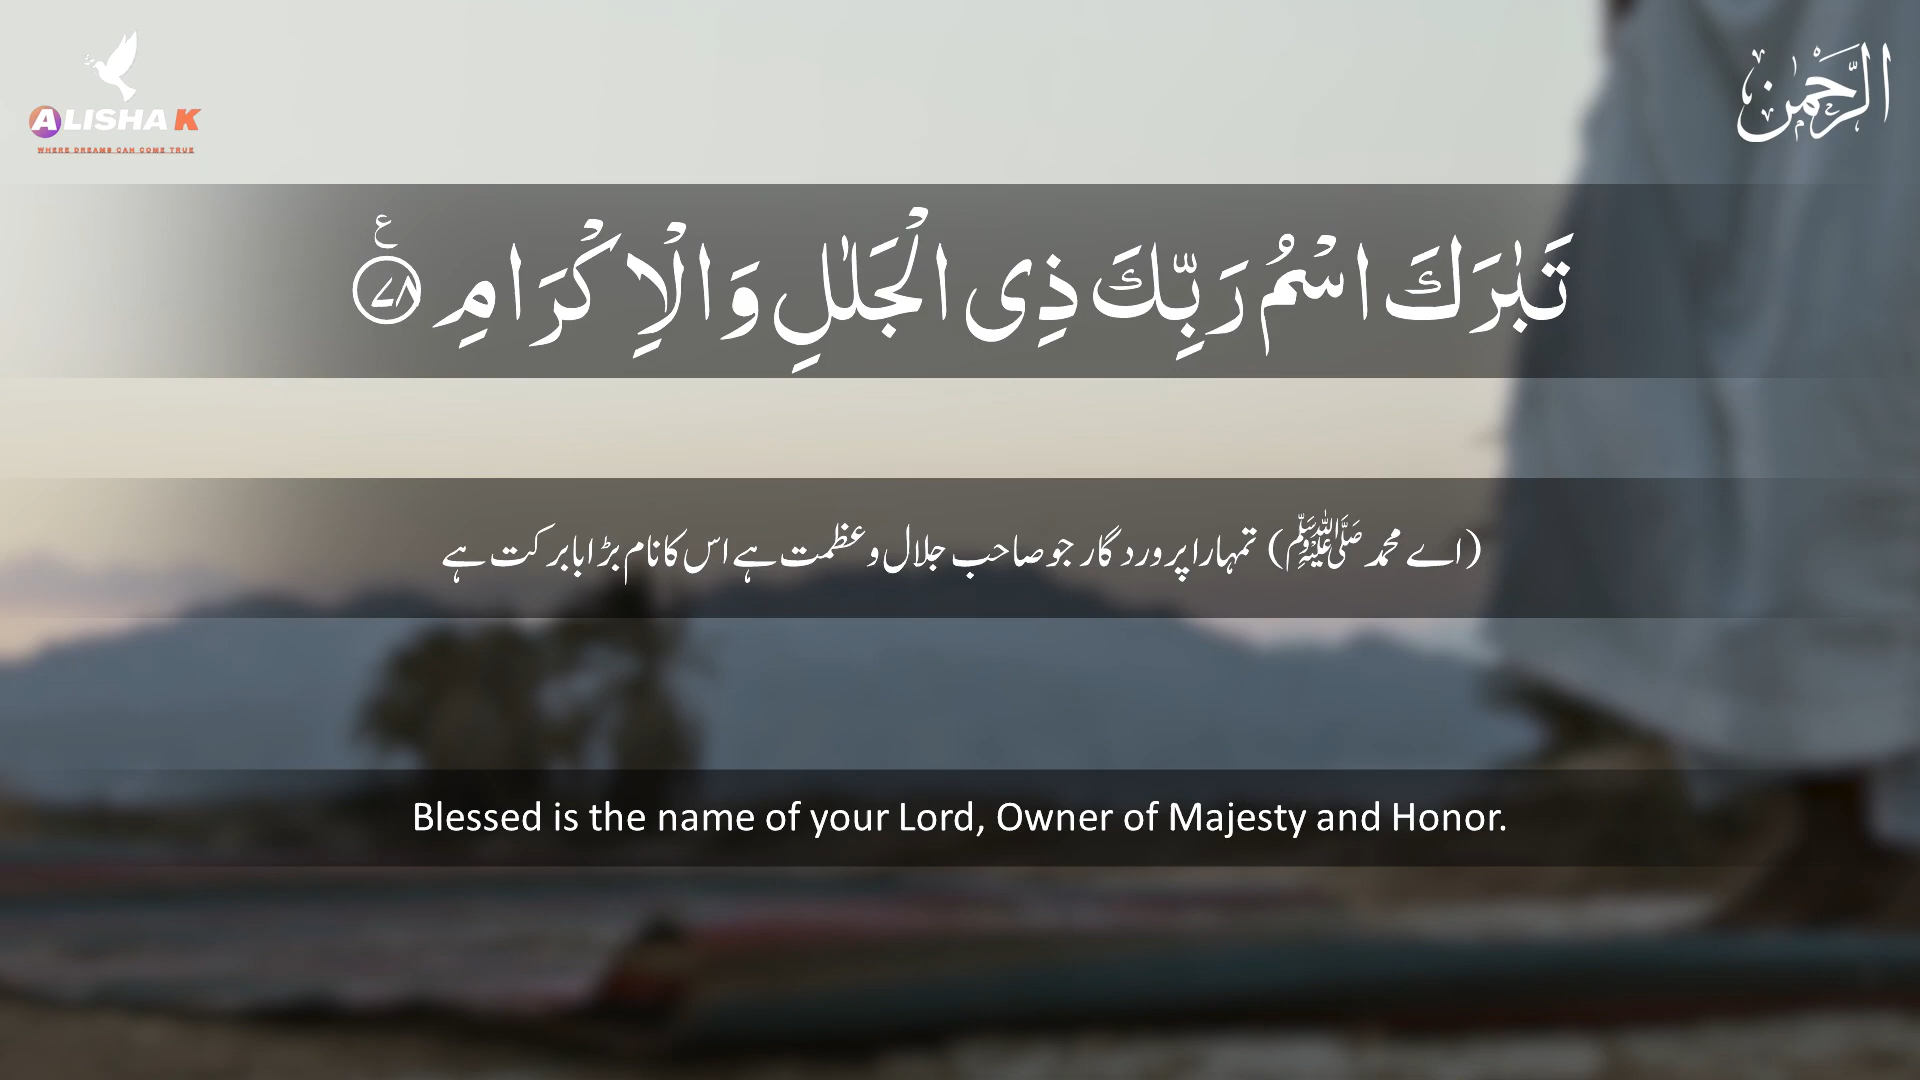 ALISHA K
WHERE DREAMS CAN COME TRUE
الرَّحْمٰن
تَبٰرَكَ اسْمُ رَبِّكَ ذِى الْجَلٰلِ وَالْاِكْرَامِ ۧ ﴿۷۸﴾
(اے محمد ﷺ) تمہارا پروردگار جو صاحب جلال و عظمت ہے اس کا نام بڑا بابرکت ہے
Blessed is the name of your Lord, Owner of Majesty and Honor.